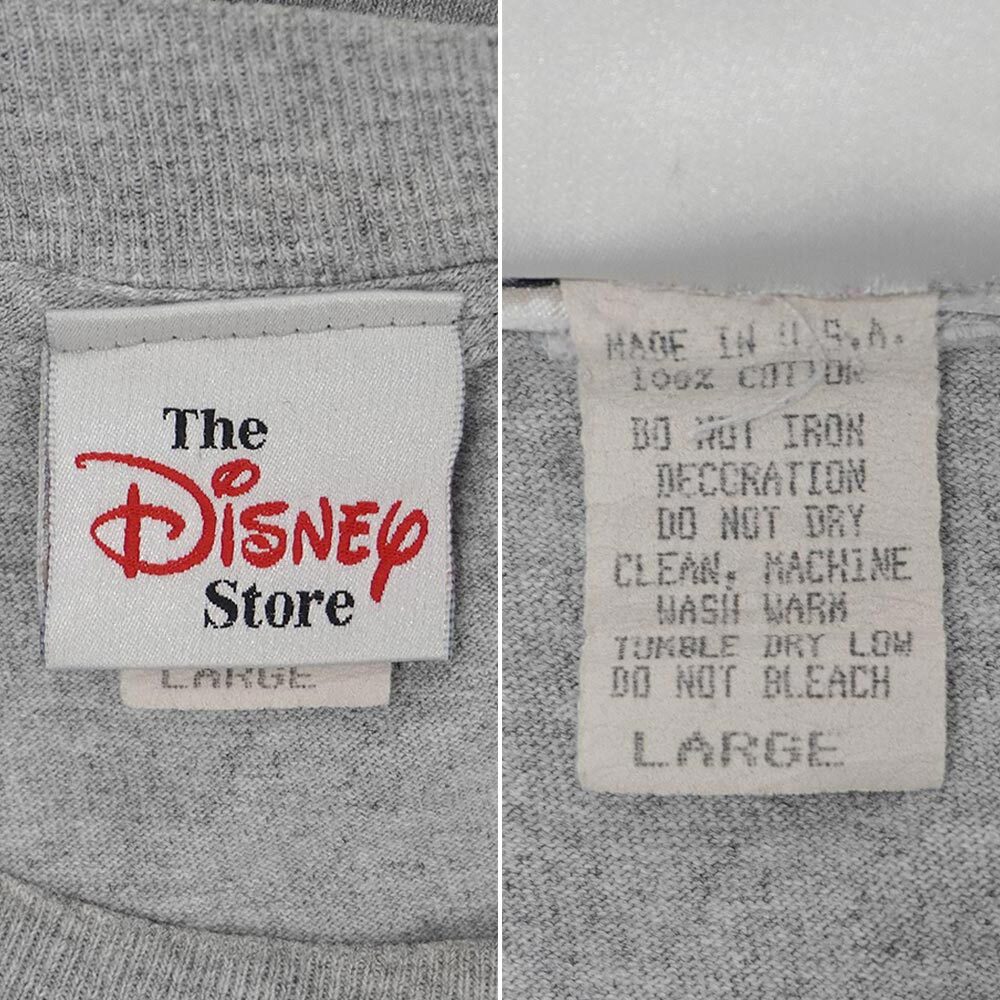 The
Disney
Store
LARGE
MADE IN U.S.A.
100% COTTON
DO NOT IRON
DECORATION
DO NOT DRY
CLEAN. MACHINE
WASH WARM
TUMBLE DRY LOW
DO NOT BLEACH
LARGE